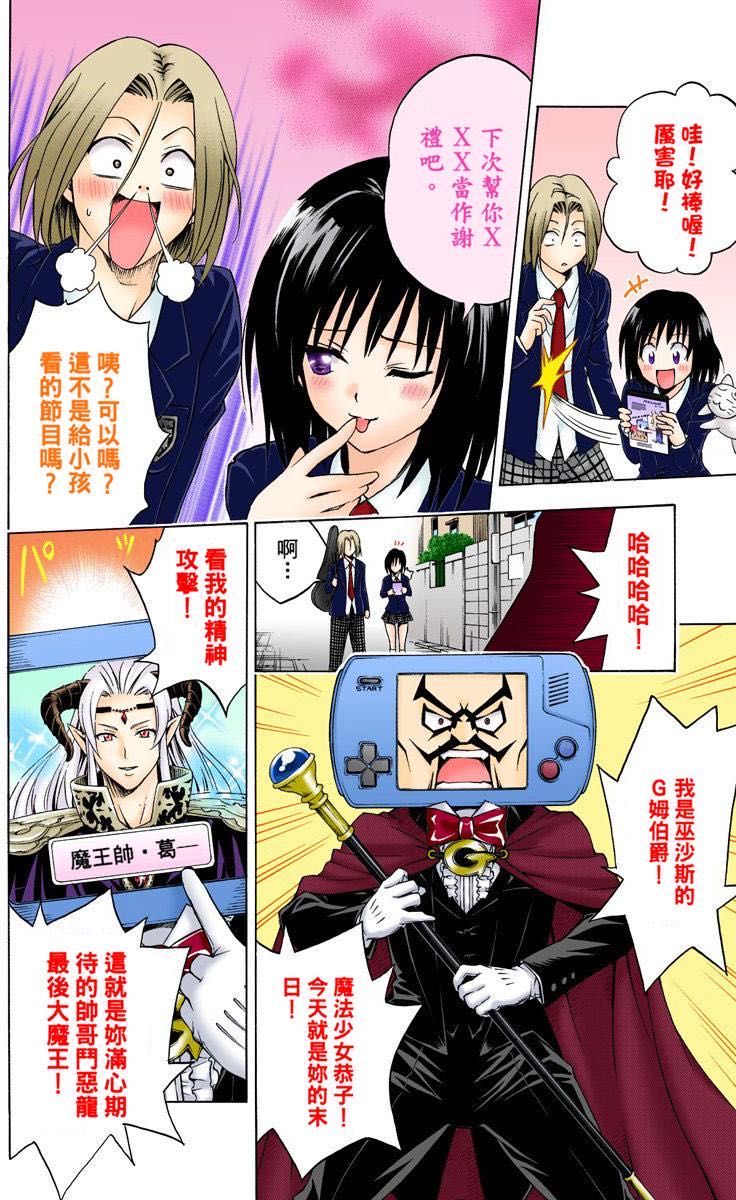 哇！好棒喔！
厲害耶！
下次幫你X
XX當作謝
禮吧。
咦？可以嗎？
這不是給小孩
看的節目嗎？
哈哈哈哈！
啊…
START
我是巫沙斯的
G姆伯爵！
G
魔法少女恭子！
今天就是妳的末
日！
パズ
看我的精神
攻擊！
魔王帥・葛—
這就是妳滿心期
待的帥哥鬥惡龍
最後大魔王！